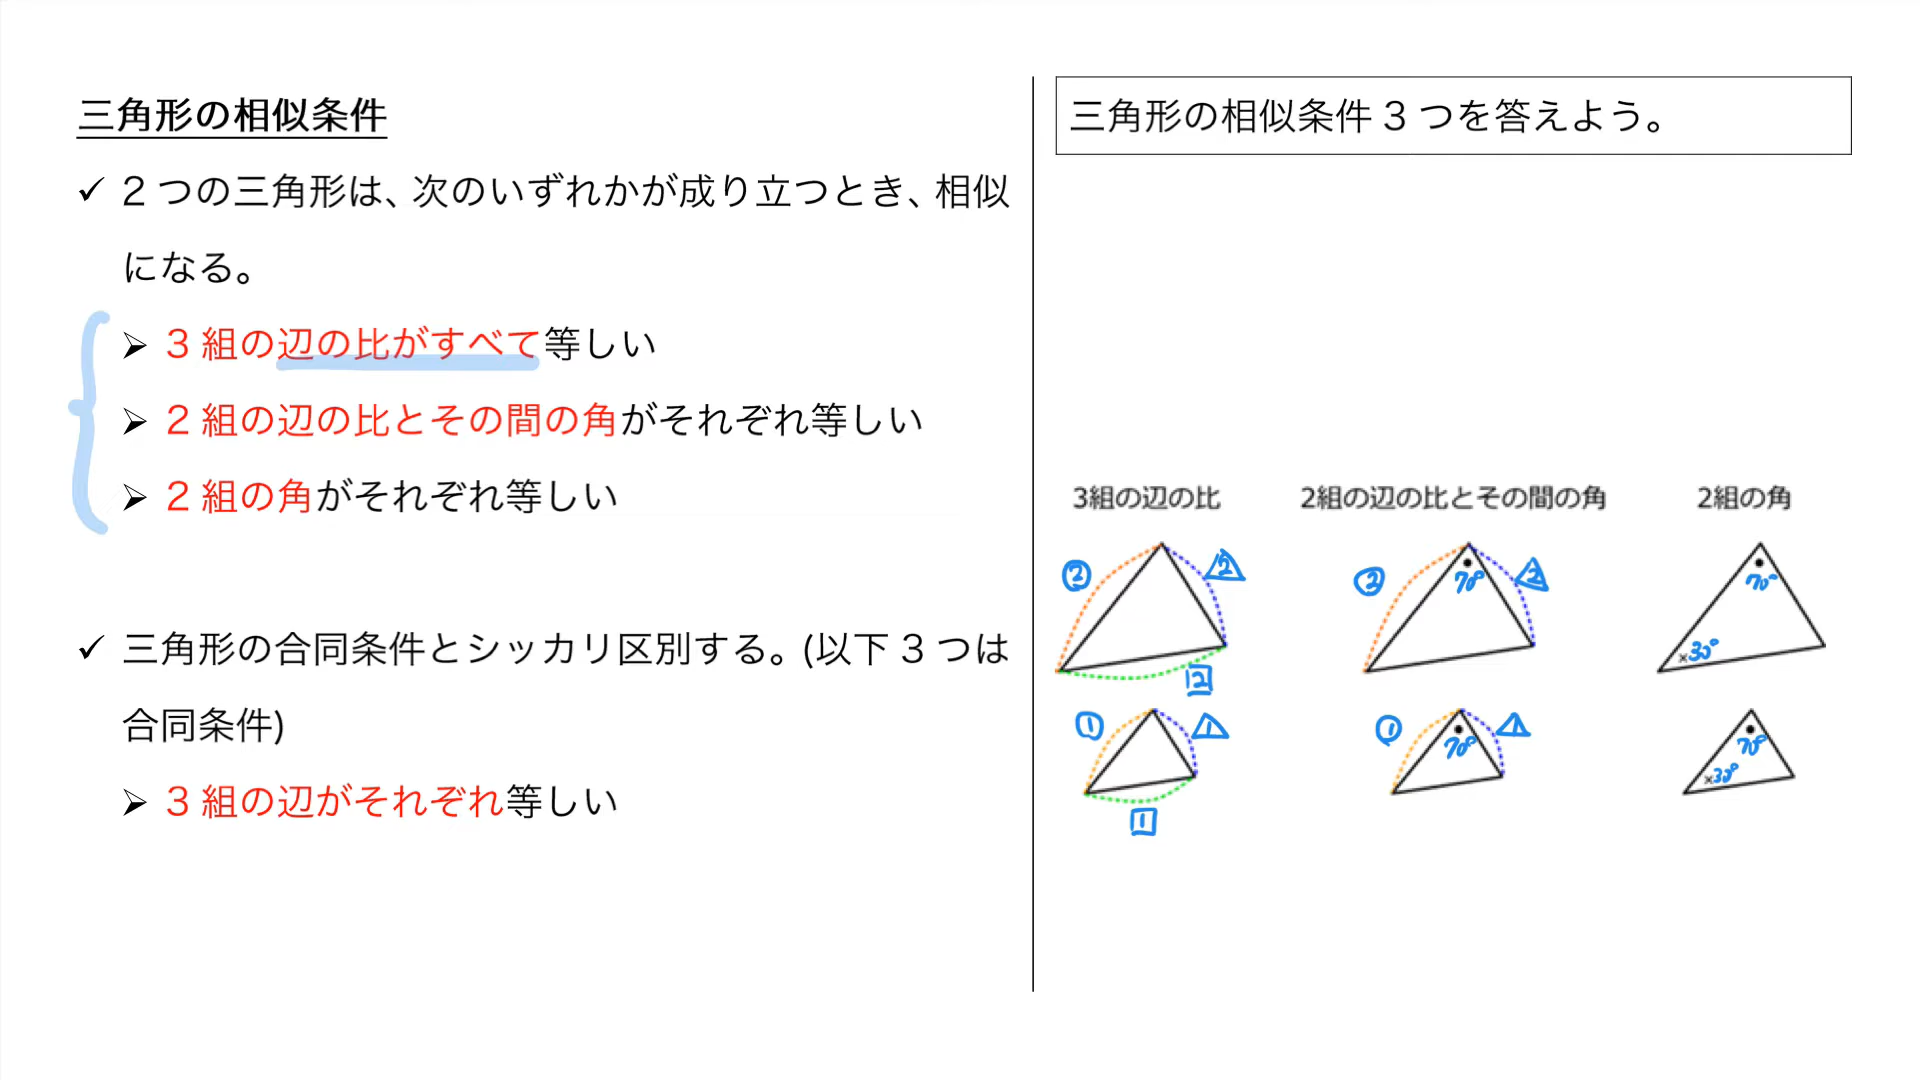 三角形の相似条件
✓ 2つの三角形は、次のいずれかが成り立つとき、相似
になる。
➢ 3組の辺の比がすべて等しい
➢ 2組の辺の比とその間の角がそれぞれ等しい
➢ 2組の角がそれぞれ等しい
✓ 三角形の合同条件とシッカリ区別する。(以下3つは
合同条件)
➢ 3組の辺がそれぞれ等しい
三角形の相似条件3つを答えよう。
3組の辺の比 2組の辺の比とその間の角 2組の角
② 2 ② 70° 2 70°
2 30°
① 1 ① 70° 1 70°
1 30°